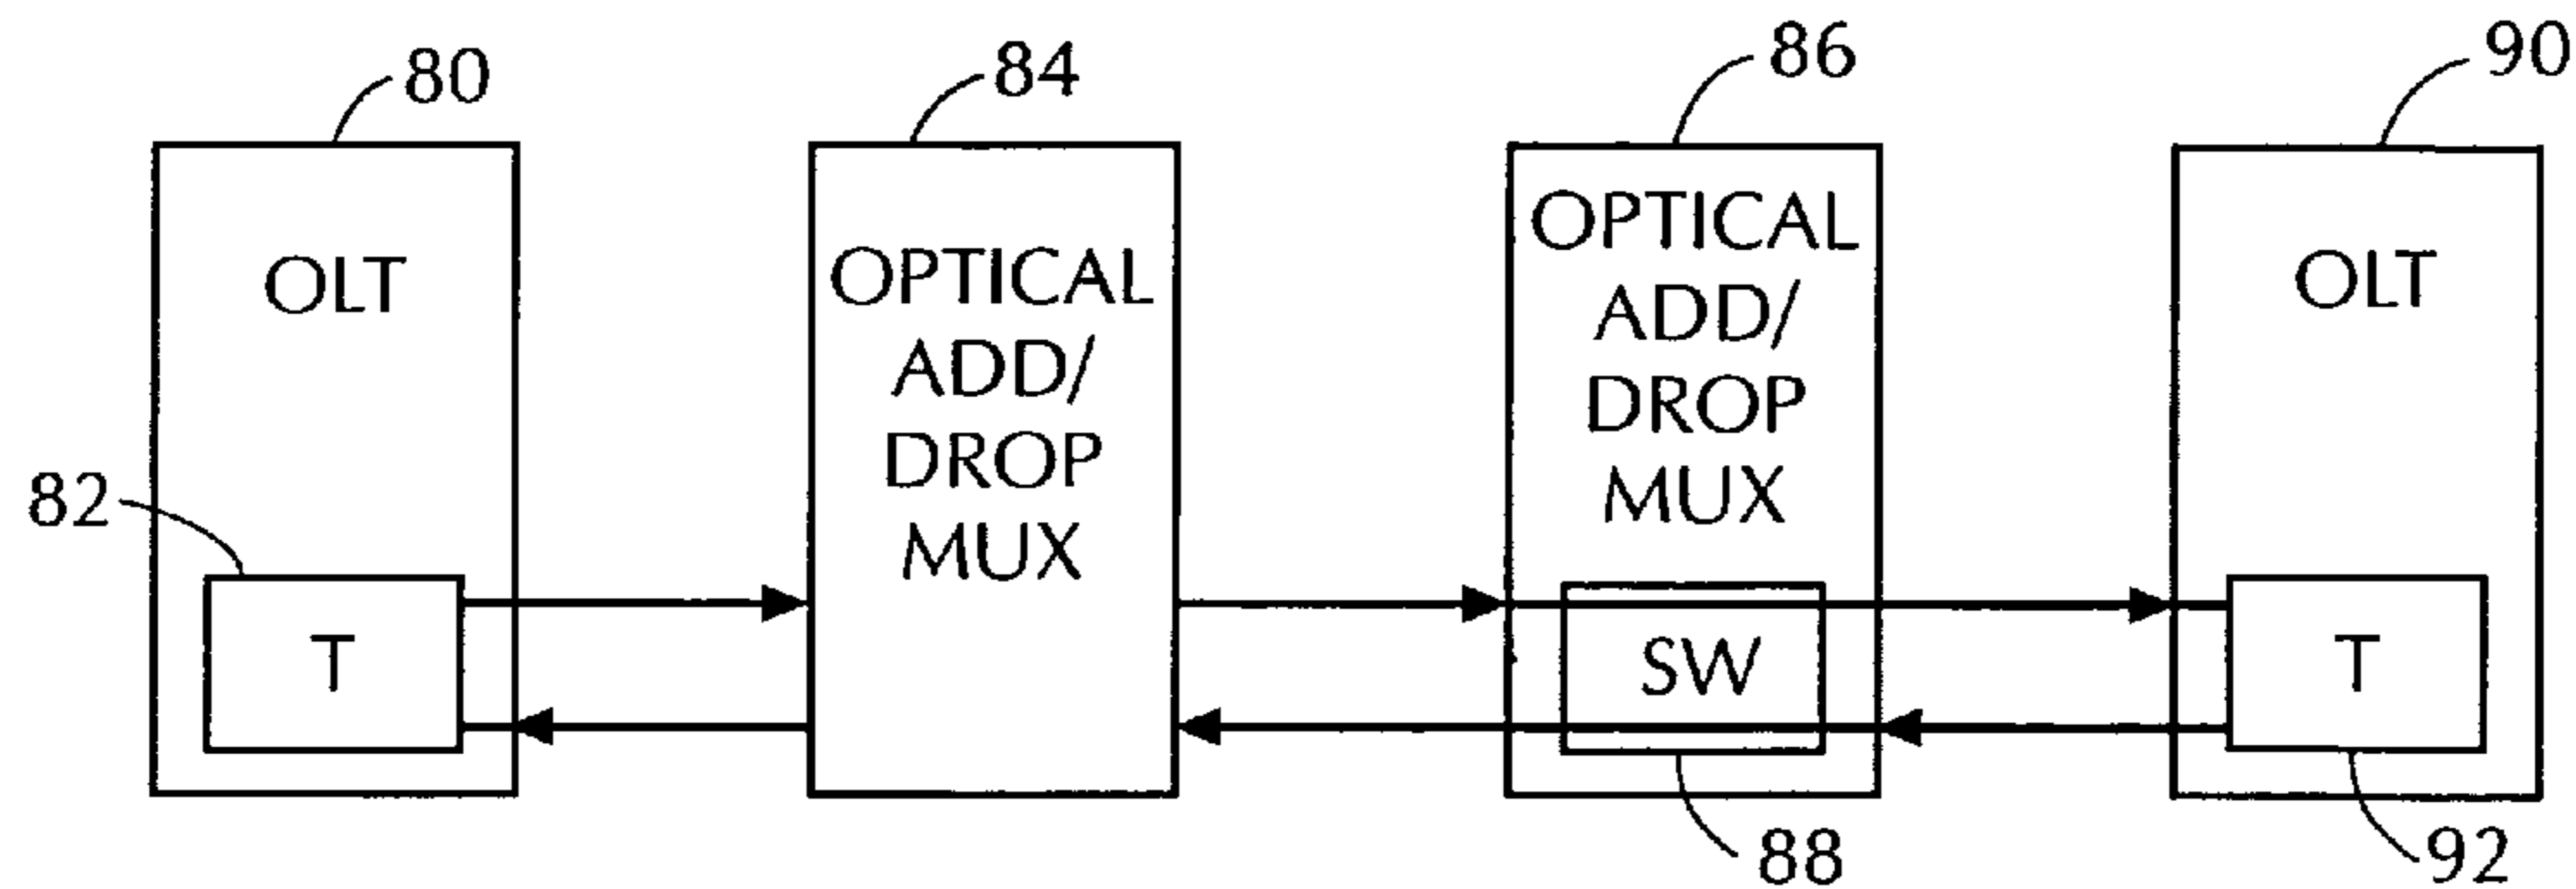 80
84
86
90
OLT
OPTICAL
ADD/
DROP
MUX
OPTICAL
ADD/
DROP
MUX
OLT
82
T
SW
T
88
92